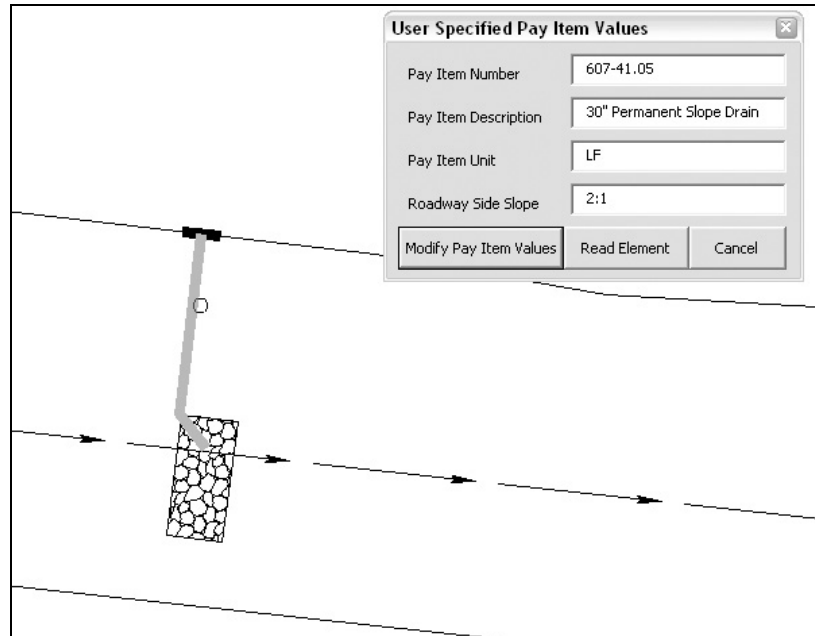 User Specified Pay Item Values
Pay Item Number 607-41.05
Pay Item Description 30" Permanent Slope Drain
Pay Item Unit LF
Roadway Side Slope 2:1
Modify Pay Item Values Read Element Cancel